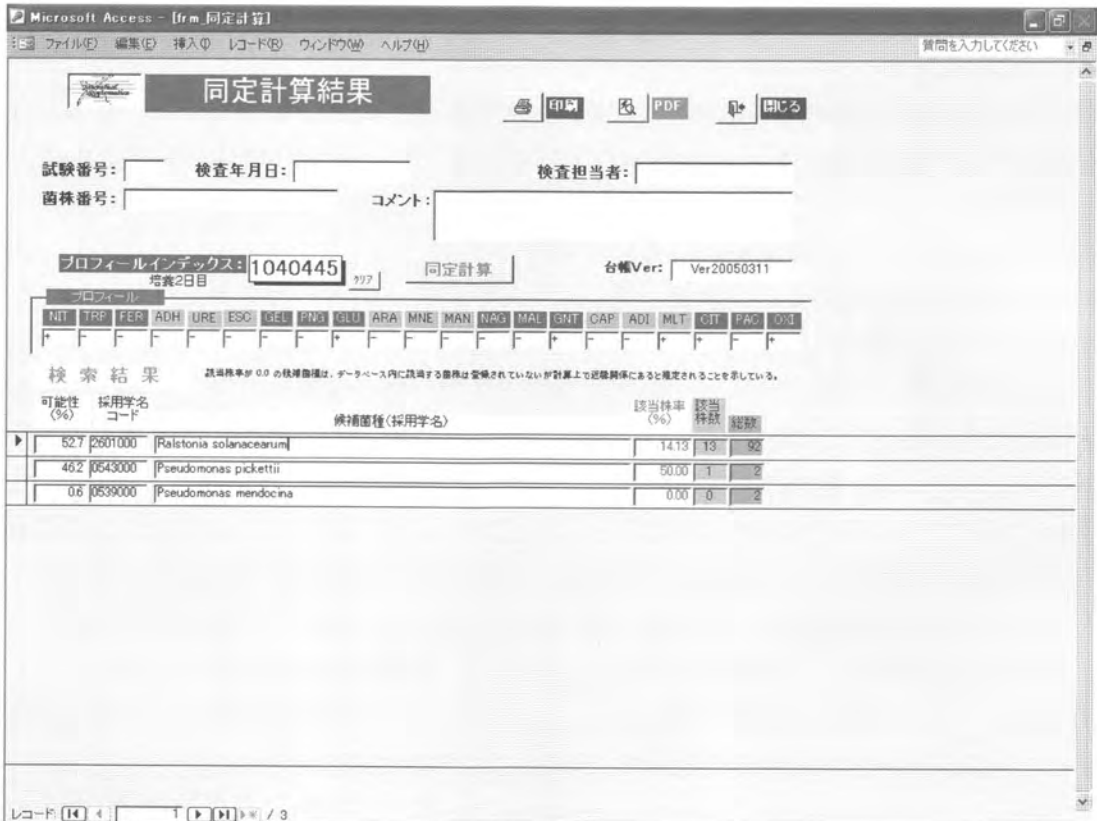 Microsoft Access - [frm_同定計算]
ファイル(F) 編集(E) 挿入(I) レコード(R) ウィンドウ(W) ヘルプ(H) 質問を入力してください
同定計算結果
印刷 PDF 閉じる
試験番号: 検査年月日: 検査担当者:
菌株番号: コメント:
プロフィールインデックス: 1040445 クリア 同定計算 台帳Ver: Ver20050311
培養2日目
プロフィール
NIT TRP FER ADH URE ESC GEL PNG GLU ARA MNE MAN NAG MAL GNT CAP ADI MLT CIT PAC OXI
+ - - - - - - - + - - - - - + - - + + - +
検索結果 該当株率が 0.0 の候補菌種は、データベース内に該当する菌株は登録されていないが計算上で近隣関係にあると推定されることを示している。
可能性(%) 採用学名コード 候補菌種(採用学名) 該当株率(%) 該当株数 総数
52.7 2601000 Ralstonia solanacearum 14.13 13 92
46.2 0543000 Pseudomonas pickettii 50.00 1 2
0.6 0539000 Pseudomonas mendocina 0.00 0 2
レコード: 1 / 3